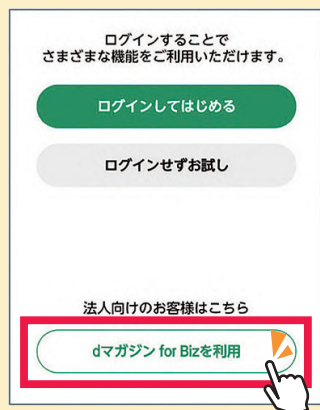 ログインすることで
さまざまな機能をご利用いただけます。
ログインしてはじめる
ログインせずお試し
法人向けのお客様はこちら
dマガジン for Bizを利用